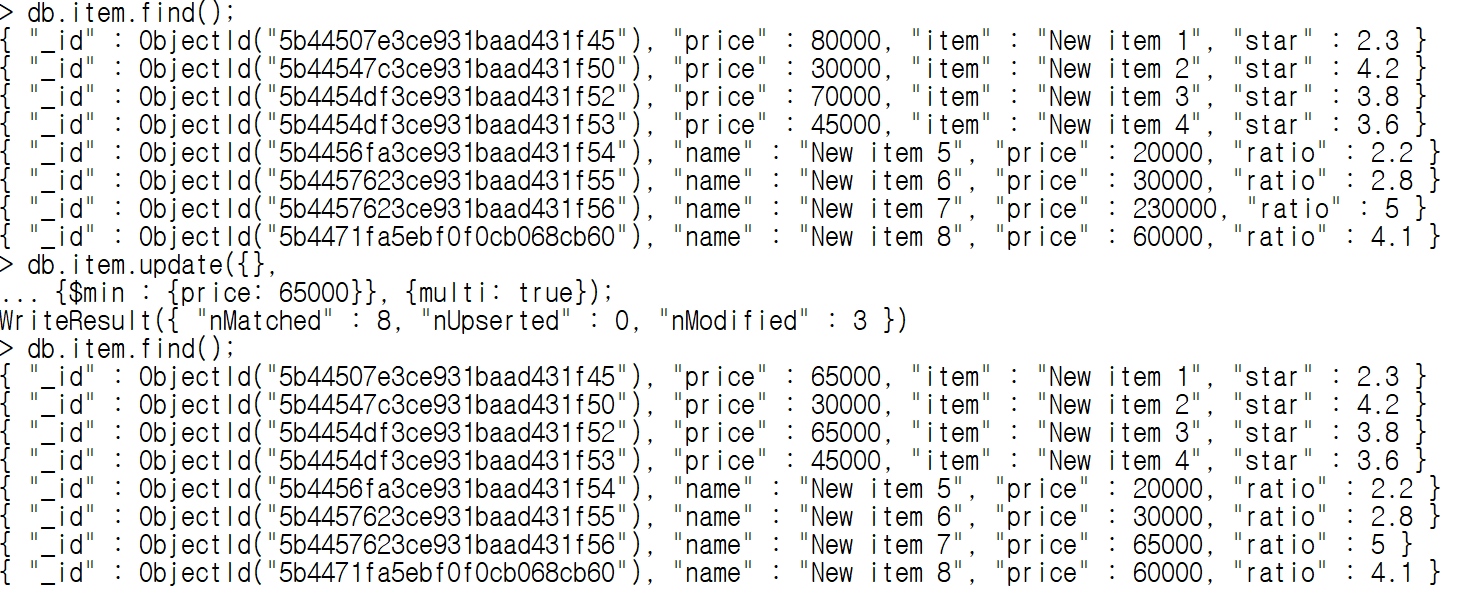 > db.item.find();
{ "_id" : ObjectId("5b44507e3ce931baad431f45"), "price" : 80000, "item" : "New item 1", "star" : 2.3 }
{ "_id" : ObjectId("5b44547c3ce931baad431f50"), "price" : 30000, "item" : "New item 2", "star" : 4.2 }
{ "_id" : ObjectId("5b4454df3ce931baad431f52"), "price" : 70000, "item" : "New item 3", "star" : 3.8 }
{ "_id" : ObjectId("5b4454df3ce931baad431f53"), "price" : 45000, "item" : "New item 4", "star" : 3.6 }
{ "_id" : ObjectId("5b4456fa3ce931baad431f54"), "name" : "New item 5", "price" : 20000, "ratio" : 2.2 }
{ "_id" : ObjectId("5b4457623ce931baad431f55"), "name" : "New item 6", "price" : 30000, "ratio" : 2.8 }
{ "_id" : ObjectId("5b4457623ce931baad431f56"), "name" : "New item 7", "price" : 230000, "ratio" : 5 }
{ "_id" : ObjectId("5b4471fa5ebf0f0cb068cb60"), "name" : "New item 8", "price" : 60000, "ratio" : 4.1 }
> db.item.update({},
... {$min : {price: 65000}}, {multi: true});
WriteResult({ "nMatched" : 8, "nUpserted" : 0, "nModified" : 3 })
> db.item.find();
{ "_id" : ObjectId("5b44507e3ce931baad431f45"), "price" : 65000, "item" : "New item 1", "star" : 2.3 }
{ "_id" : ObjectId("5b44547c3ce931baad431f50"), "price" : 30000, "item" : "New item 2", "star" : 4.2 }
{ "_id" : ObjectId("5b4454df3ce931baad431f52"), "price" : 65000, "item" : "New item 3", "star" : 3.8 }
{ "_id" : ObjectId("5b4454df3ce931baad431f53"), "price" : 45000, "item" : "New item 4", "star" : 3.6 }
{ "_id" : ObjectId("5b4456fa3ce931baad431f54"), "name" : "New item 5", "price" : 20000, "ratio" : 2.2 }
{ "_id" : ObjectId("5b4457623ce931baad431f55"), "name" : "New item 6", "price" : 30000, "ratio" : 2.8 }
{ "_id" : ObjectId("5b4457623ce931baad431f56"), "name" : "New item 7", "price" : 65000, "ratio" : 5 }
{ "_id" : ObjectId("5b4471fa5ebf0f0cb068cb60"), "name" : "New item 8", "price" : 60000, "ratio" : 4.1 }